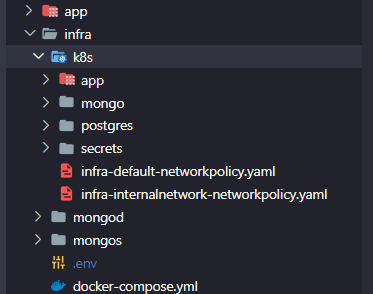 app
infra
k8s
app
mongo
postgres
secrets
infra-default-networkpolicy.yaml
infra-internalnetwork-networkpolicy.yaml
mongod
mongos
.env
docker-compose.yml